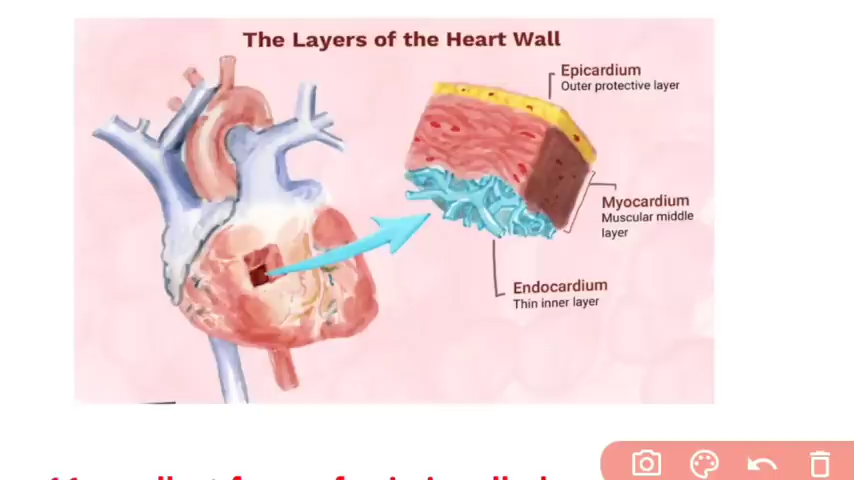 The Layers of the Heart Wall
Epicardium
Outer protective layer
Myocardium
Muscular middle
layer
Endocardium
Thin inner layer